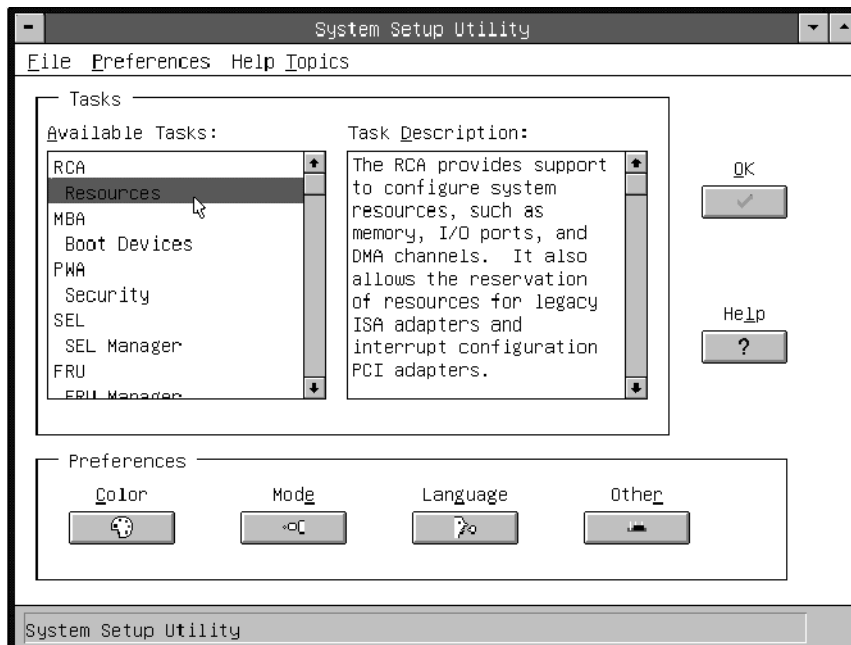 System Setup Utility
File Preferences Help Topics
Tasks
Available Tasks:
RCA
Resources
MBA
Boot Devices
PWA
Security
SEL
SEL Manager
FRU
FRU Manager
Task Description:
The RCA provides support
to configure system
resources, such as
memory, I/O ports, and
DMA channels. It also
allows the reservation
of resources for legacy
ISA adapters and
interrupt configuration
PCI adapters.
OK
Help
?
Preferences
Color Mode Language Other
System Setup Utility